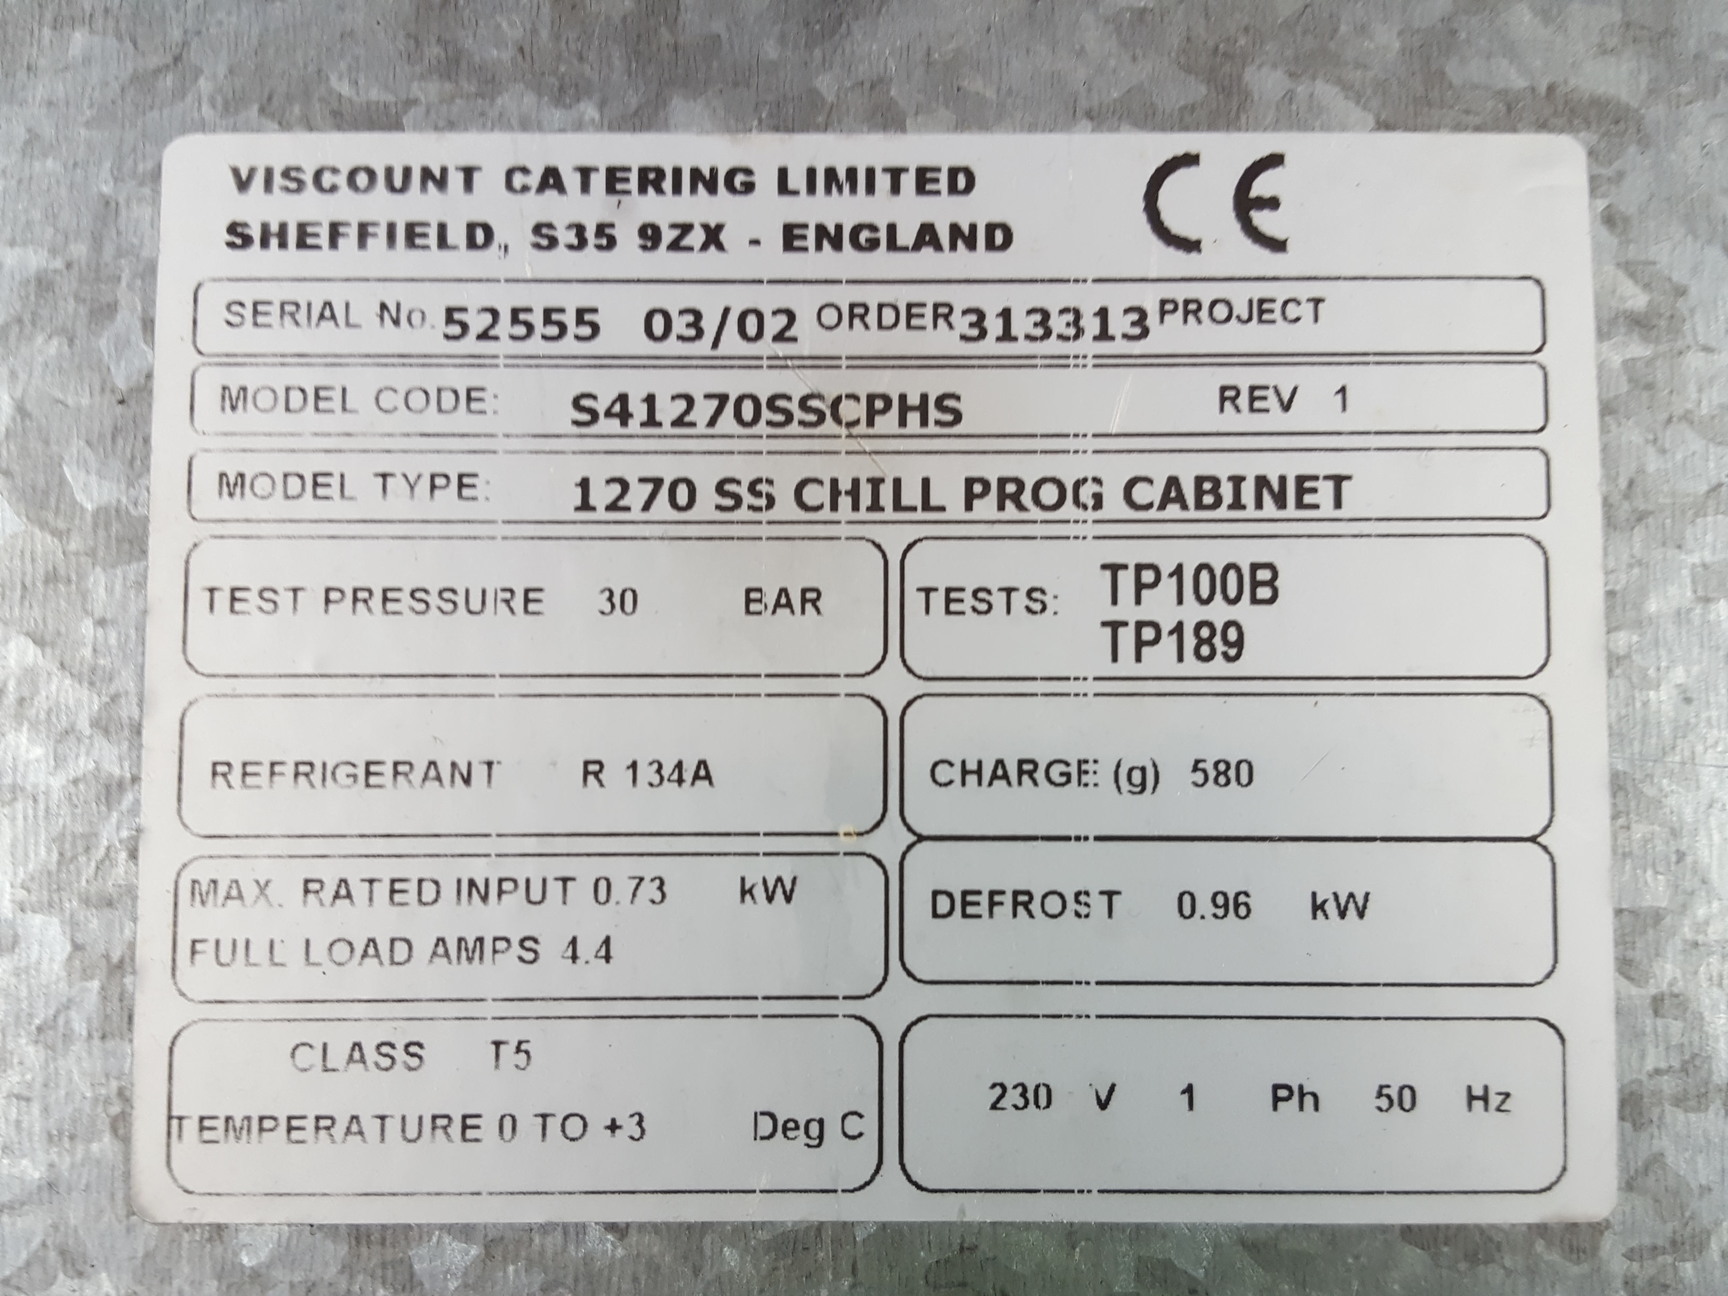 VISCOUNT CATERING LIMITED
SHEFFIELD,, S35 9ZX - ENGLAND
CE
SERIAL No. 52555 03/02 ORDER 313313 PROJECT
MODEL CODE: S41270SSCPHS REV 1
MODEL TYPE: 1270 SS CHILL PROG CABINET
TEST PRESSURE 30 BAR
TESTS: TP100B
TP189
REFRIGERANT R 134A
CHARGE: (g) 580
MAX. RATED INPUT 0.73 kW
FULL LOAD AMPS 4.4
DEFROST 0.96 kW
CLASS T5
TEMPERATURE 0 TO +3 Deg C
230 V 1 Ph 50 Hz